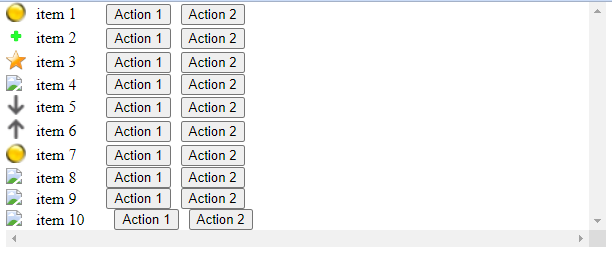 item 1 Action 1 Action 2
item 2 Action 1 Action 2
item 3 Action 1 Action 2
item 4 Action 1 Action 2
item 5 Action 1 Action 2
item 6 Action 1 Action 2
item 7 Action 1 Action 2
item 8 Action 1 Action 2
item 9 Action 1 Action 2
item 10 Action 1 Action 2